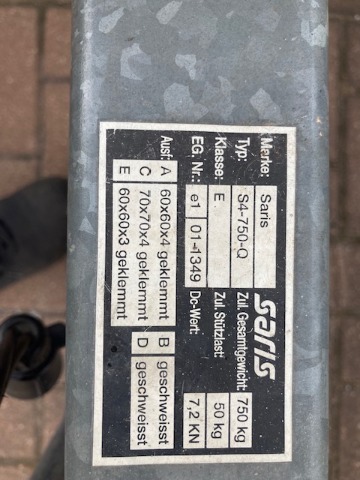 Merke: Saris saris
Typ: S4-750-Q Zul. Gesamtgewicht: 750 kg
Klasse: E Zul. Stützlast: 50 kg
EG. Nr.: e1 01-1349 Dc-Wert: 7,2 KN
Ausf: A 60x60x4 geklemmt B geschweisst
C 70x70x4 geklemmt D geschweisst
E 60x60x3 geklemmt